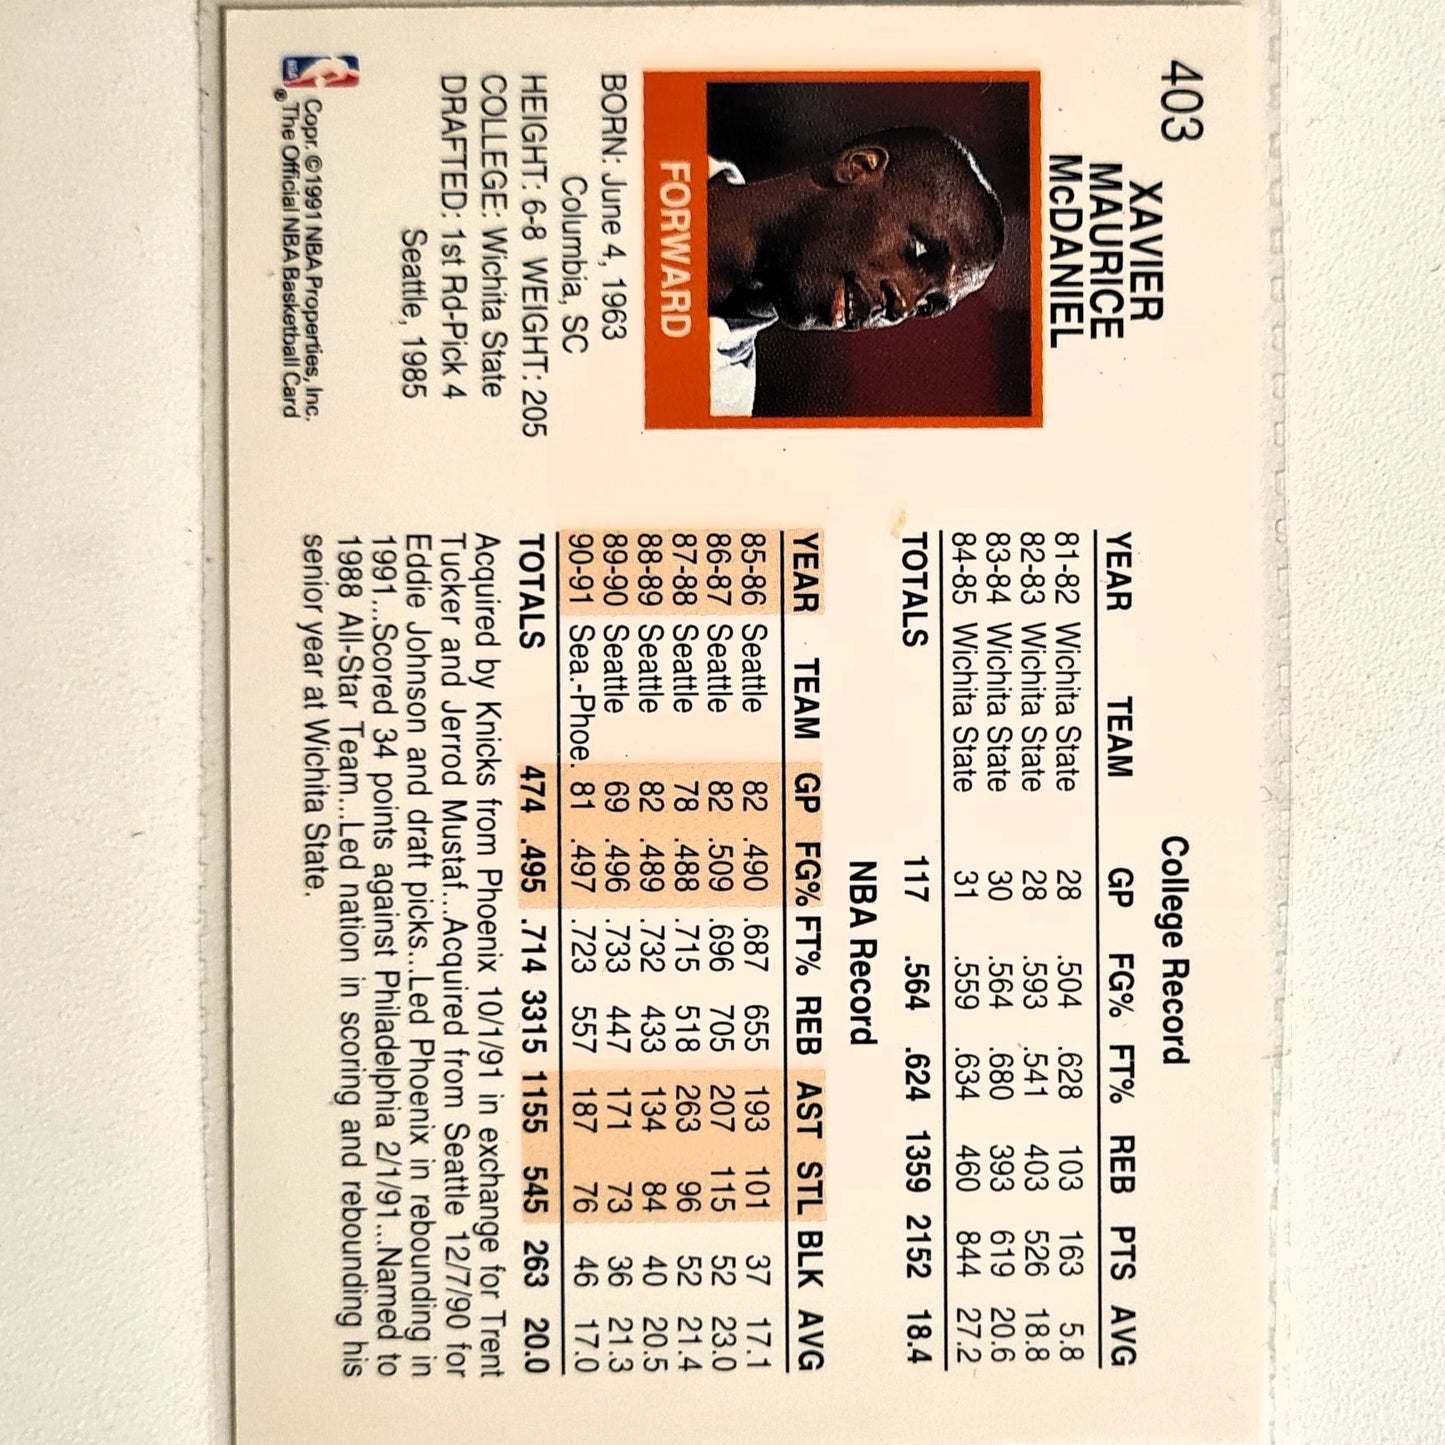 403
XAVIER
MAURICE
McDANIEL
FORWARD
BORN: June 4, 1963
Columbia, SC
HEIGHT: 6-8 WEIGHT: 205
COLLEGE: Wichita State
DRAFTED: 1st Rd-Pick 4
Seattle, 1985
NBA
Copr. ©1991 NBA Properties, Inc.
® The Official NBA Basketball Card
College Record
YEAR TEAM GP FG% FT% REB PTS AVG
81-82 Wichita State 28 .504 .628 103 163 5.8
82-83 Wichita State 28 .593 .541 403 526 18.8
83-84 Wichita State 30 .564 .680 393 619 20.6
84-85 Wichita State 31 .559 .634 460 844 27.2
TOTALS 117 .564 .624 1359 2152 18.4
NBA Record
YEAR TEAM GP FG% FT% REB AST STL BLK AVG
85-86 Seattle 82 .490 .687 655 193 101 37 17.1
86-87 Seattle 82 .509 .696 705 207 115 52 23.0
87-88 Seattle 78 .488 .715 518 263 96 52 21.4
88-89 Seattle 82 .489 .732 433 134 84 40 20.5
89-90 Seattle 69 .496 .733 447 171 73 36 21.3
90-91 Sea.-Phoe. 81 .497 .723 557 187 76 46 17.0
TOTALS 474 .495 .714 3315 1155 545 263 20.0
Acquired by Knicks from Phoenix 10/1/91 in exchange for Trent
Tucker and Jerrod Mustaf...Acquired from Seattle 12/7/90 for
Eddie Johnson and draft picks...Led Phoenix in rebounding in
1991...Scored 34 points against Philadelphia 2/1/91...Named to
1988 All-Star Team...Led nation in scoring and rebounding his
senior year at Wichita State.